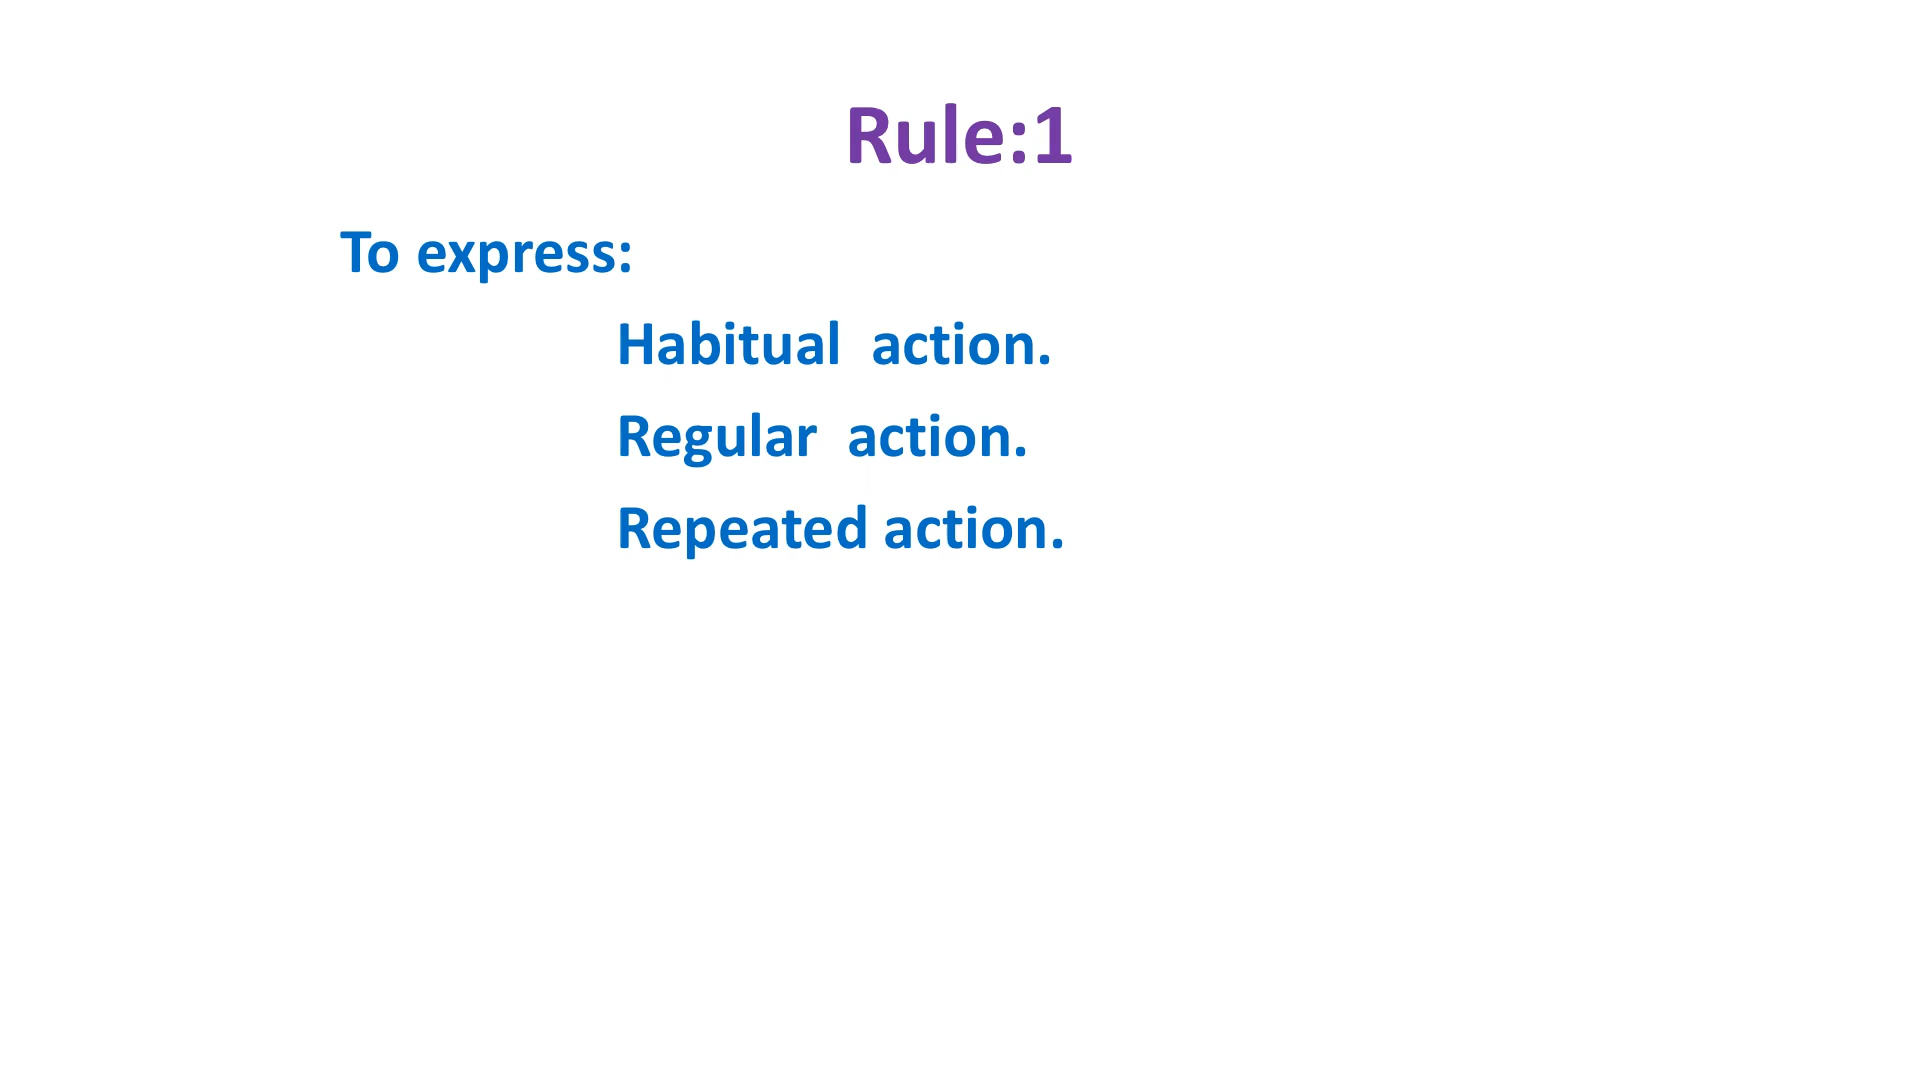 Rule:1
To express:
Habitual  action.
Regular  action.
Repeated action.